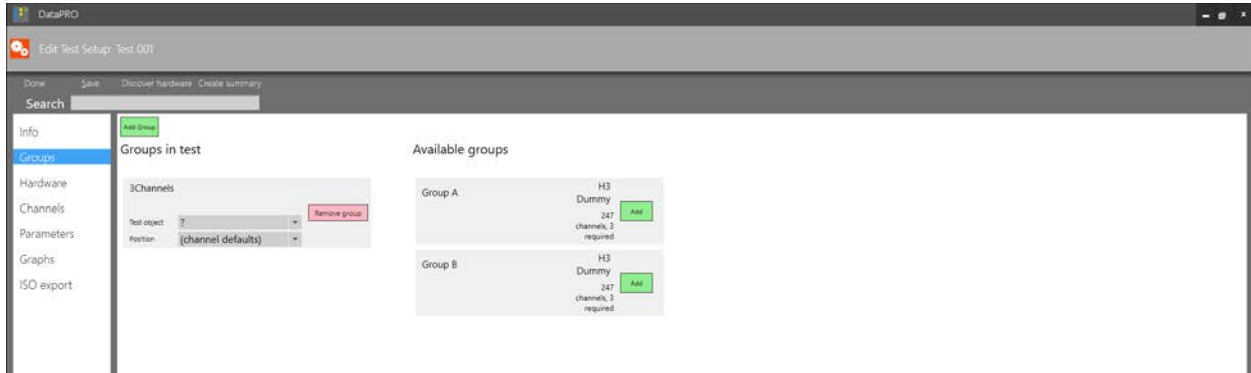 DataPRO
Edit Test Setup: Test 001
Done Save Discover hardware Create summary
Search
Info
Groups
Hardware
Channels
Parameters
Graphs
ISO export
Add Group
Groups in test
3Channels
Test object ?
Position (channel defaults)
Remove group
Available groups
Group A
H3
Dummy
247
channels, 3
required
Add
Group B
H3
Dummy
247
channels, 3
required
Add